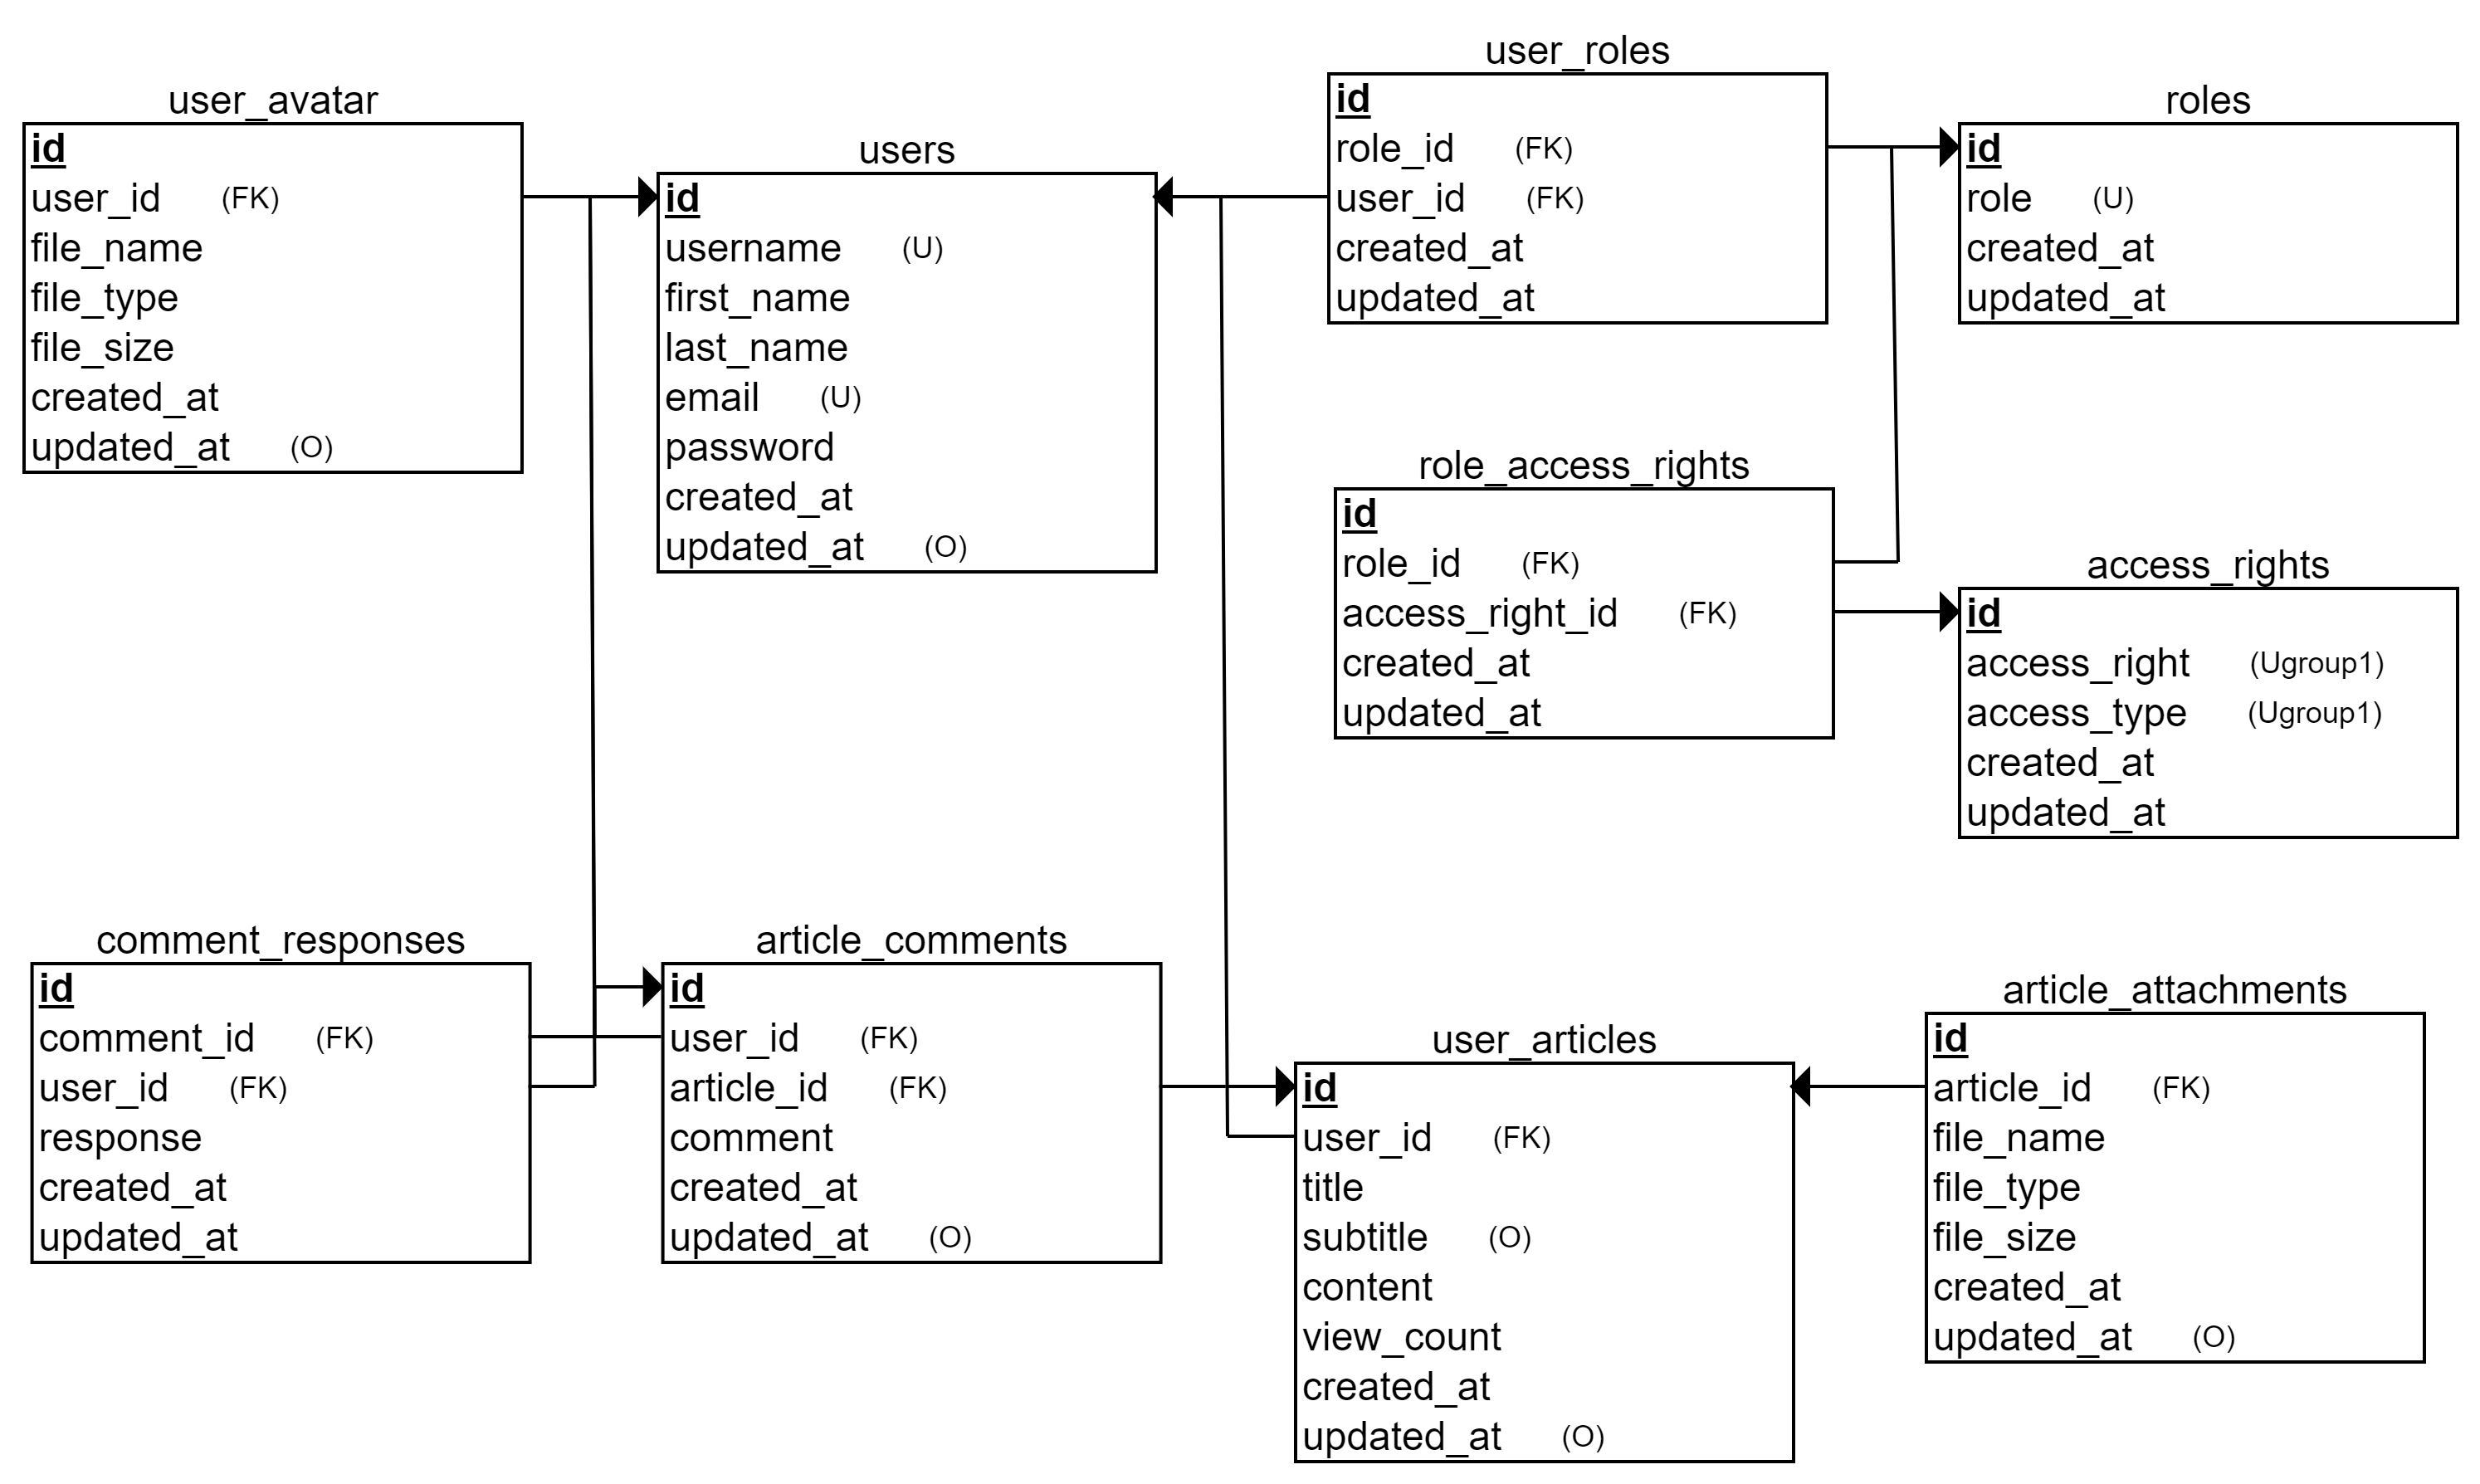 user_avatar
id
user_id (FK)
file_name
file_type
file_size
created_at
updated_at (O)
users
id
username (U)
first_name
last_name
email (U)
password
created_at
updated_at (O)
user_roles
id
role_id (FK)
user_id (FK)
created_at
updated_at
roles
id
role (U)
created_at
updated_at
role_access_rights
id
role_id (FK)
access_right_id (FK)
created_at
updated_at
access_rights
id
access_right (Ugroup1)
access_type (Ugroup1)
created_at
updated_at
comment_responses
id
comment_id (FK)
user_id (FK)
response
created_at
updated_at
article_comments
id
user_id (FK)
article_id (FK)
comment
created_at
updated_at (O)
user_articles
id
user_id (FK)
title
subtitle (O)
content
view_count
created_at
updated_at (O)
article_attachments
id
article_id (FK)
file_name
file_type
file_size
created_at
updated_at (O)